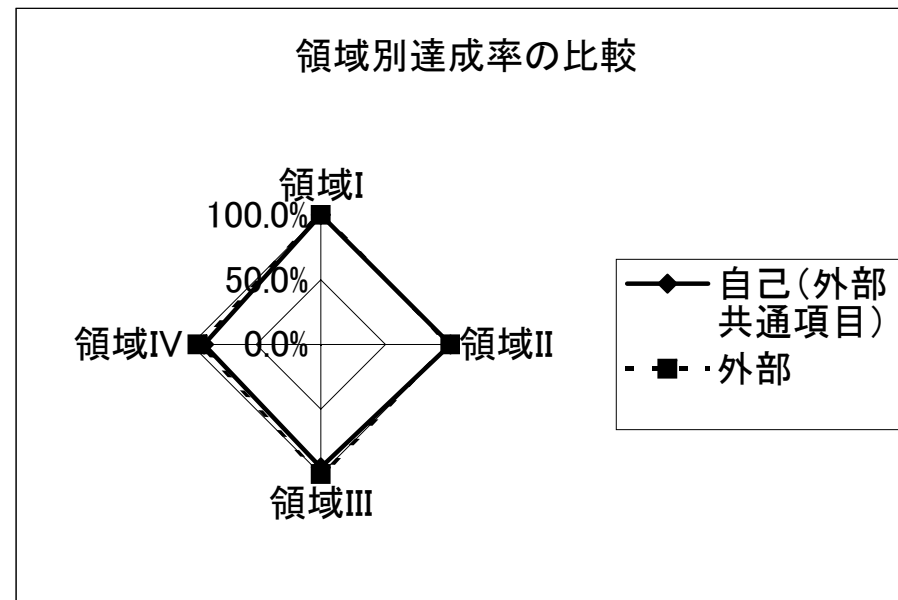 領域別達成率の比較
領域I
100.0%
50.0%
領域IV
0.0%
領域II
領域III
自己（外部
共通項目）
外部